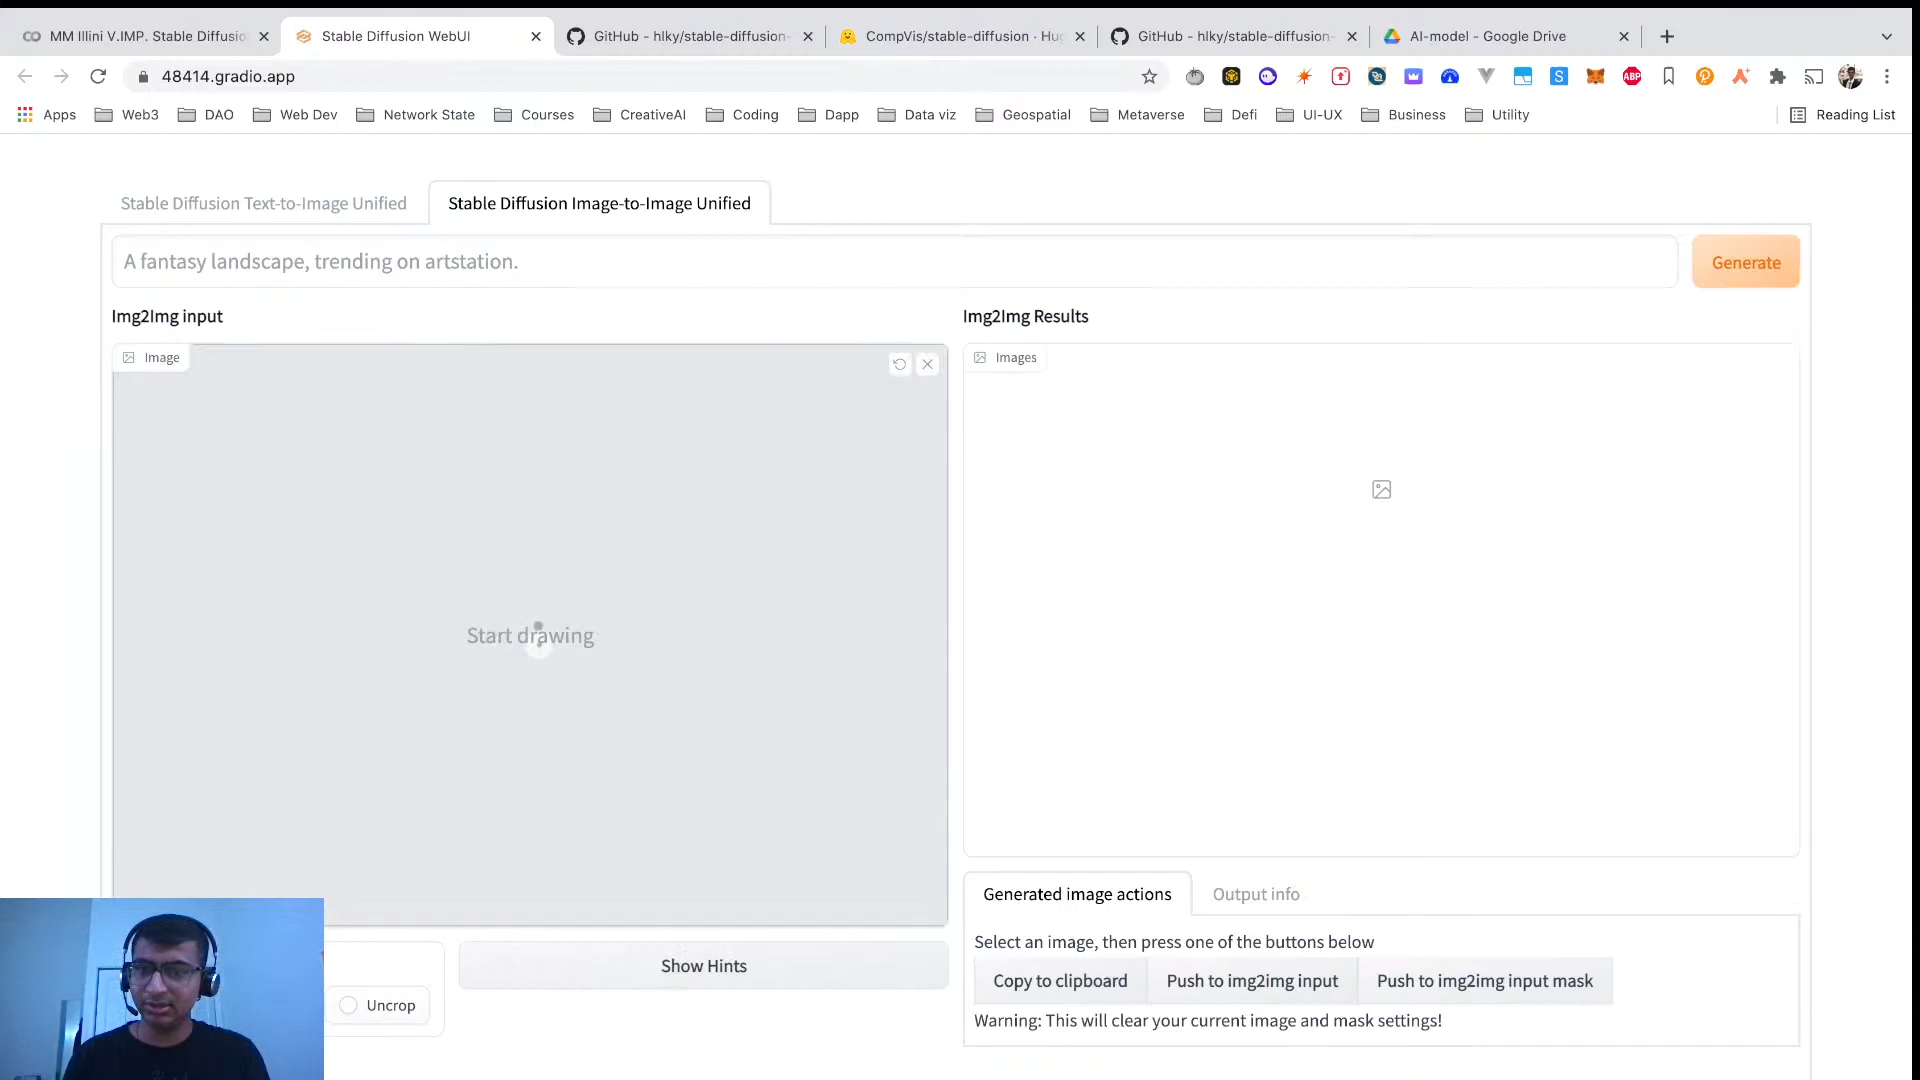 MM Illini V.IMP. Stable Diffusio
Stable Diffusion WebUI
GitHub - hlky/stable-diffusion-
CompVis/stable-diffusion · Hug
GitHub - hlky/stable-diffusion-
AI-model - Google Drive
48414.gradio.app
ABP
S
Apps
Web3
DAO
Web Dev
Network State
Courses
CreativeAI
Coding
Dapp
Data viz
Geospatial
Metaverse
Defi
UI-UX
Business
Utility
Reading List
Stable Diffusion Text-to-Image Unified
Stable Diffusion Image-to-Image Unified
A fantasy landscape, trending on artstation.
Generate
Img2Img input
Img2Img Results
Image
Images
Start drawing
Generated image actions
Output info
Select an image, then press one of the buttons below
Show Hints
Copy to clipboard
Push to img2img input
Push to img2img input mask
Uncrop
Warning: This will clear your current image and mask settings!